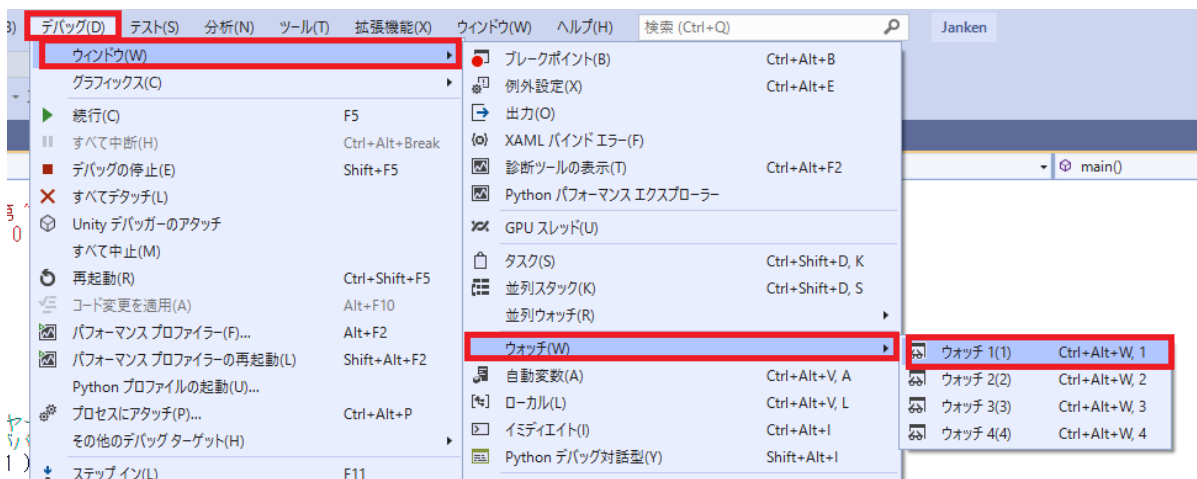 デバッグ(D) テスト(S) 分析(N) ツール(T) 拡張機能(X) ウィンドウ(W) ヘルプ(H) 検索 (Ctrl+Q) Janken
ウィンドウ(W)
グラフィックス(C)
続行(C) F5
すべて中断(H) Ctrl+Alt+Break
デバッグの停止(E) Shift+F5
すべてデタッチ(L)
Unity デバッガーのアタッチ
すべて中止(M)
再起動(R) Ctrl+Shift+F5
コード変更を適用(A) Alt+F10
パフォーマンス プロファイラー(F)... Alt+F2
パフォーマンス プロファイラーの再起動(L) Shift+Alt+F2
Python プロファイルの起動(U)...
プロセスにアタッチ(P)... Ctrl+Alt+P
その他のデバッグ ターゲット(H)
ステップ イン(L) F11
ブレークポイント(B) Ctrl+Alt+B
例外設定(X) Ctrl+Alt+E
出力(O)
XAML バインド エラー(F)
診断ツールの表示(T) Ctrl+Alt+F2
Python パフォーマンス エクスプローラー
GPU スレッド(U)
タスク(S) Ctrl+Shift+D, K
並列スタック(K) Ctrl+Shift+D, S
並列ウォッチ(R)
ウォッチ(W)
自動変数(A) Ctrl+Alt+V, A
ローカル(L) Ctrl+Alt+V, L
イミディエイト(I) Ctrl+Alt+I
Python デバッグ対話型(Y) Shift+Alt+I
ウォッチ 1(1) Ctrl+Alt+W, 1
ウォッチ 2(2) Ctrl+Alt+W, 2
ウォッチ 3(3) Ctrl+Alt+W, 3
ウォッチ 4(4) Ctrl+Alt+W, 4
main()